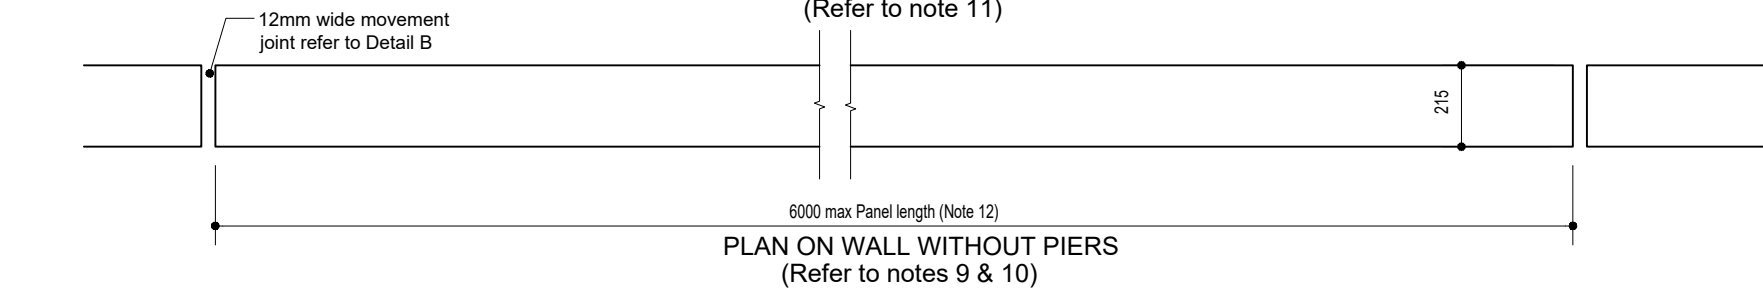 (Refer to note 11)
12mm wide movement
joint refer to Detail B
215
6000 max Panel length (Note 12)
PLAN ON WALL WITHOUT PIERS
(Refer to notes 9 & 10)